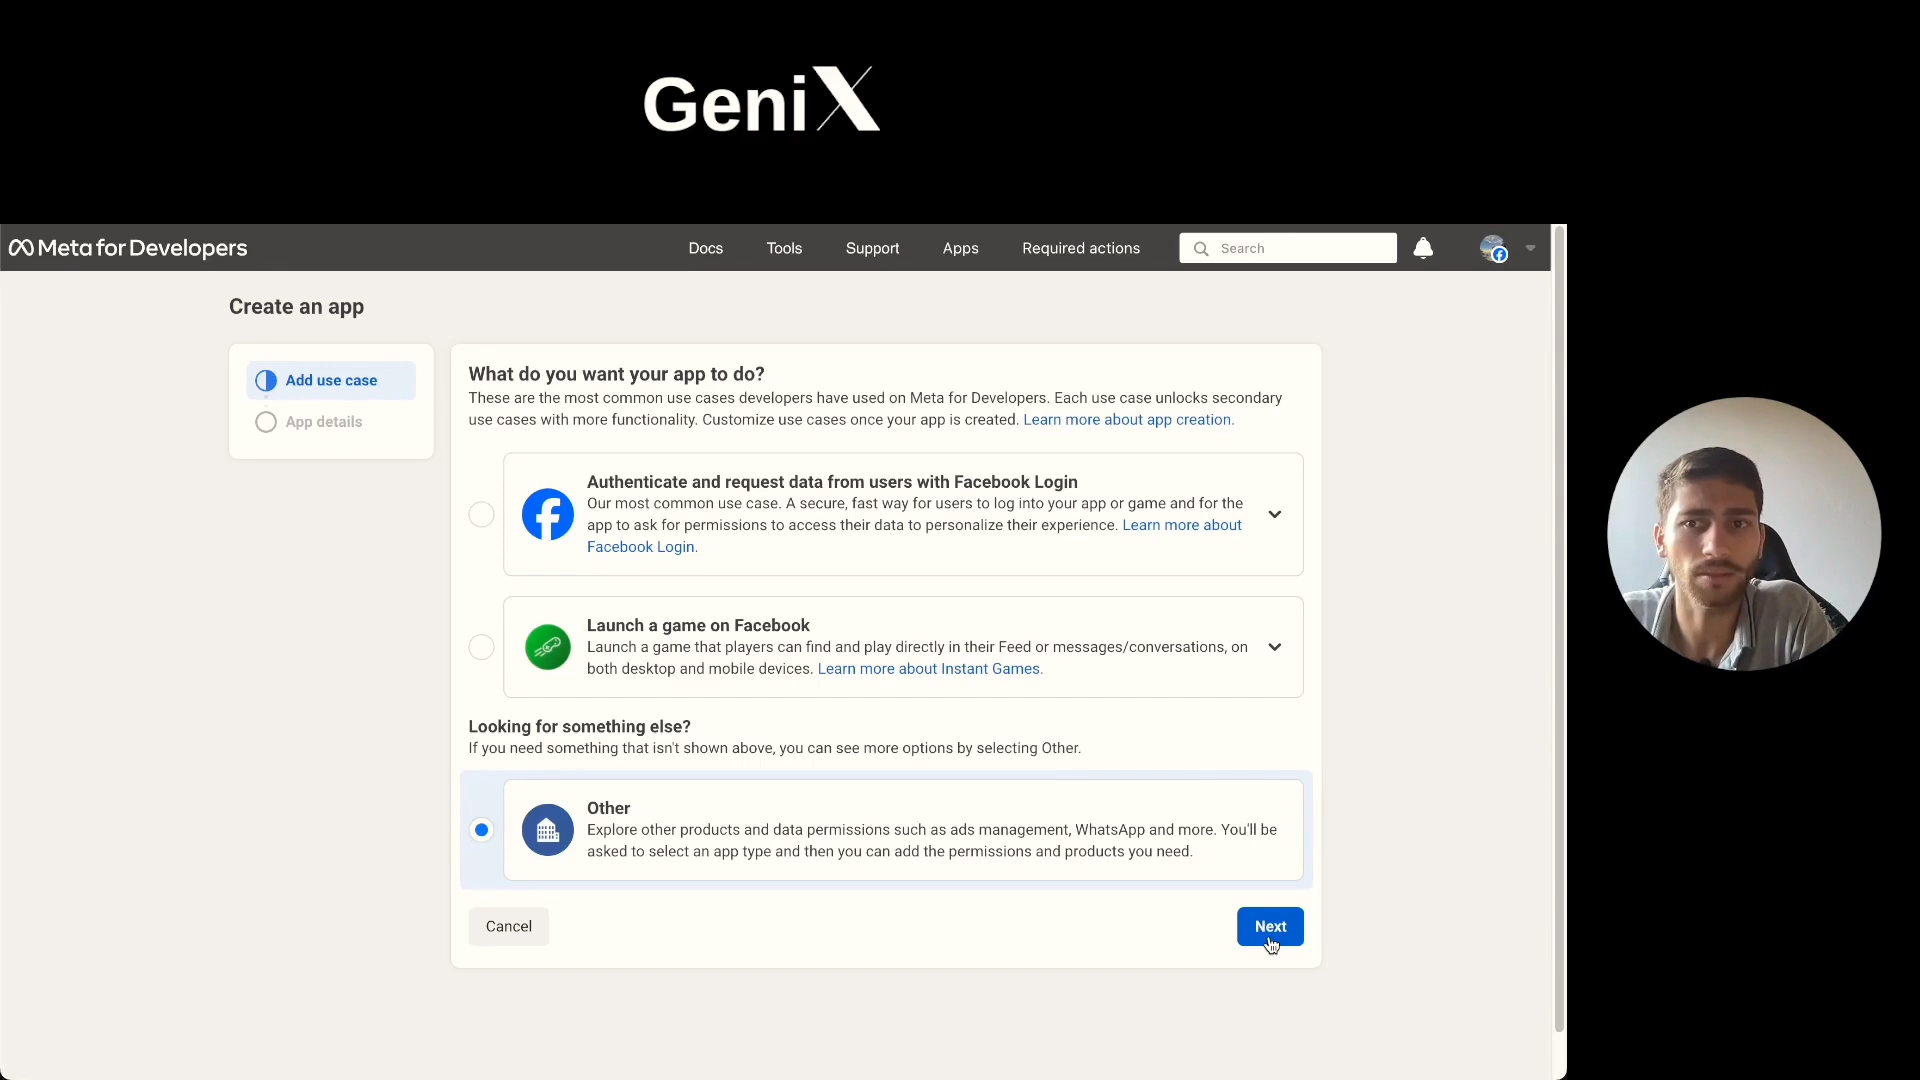 GeniX
Meta for Developers
Docs
Tools
Support
Apps
Required actions
Search
Create an app
Add use case
App details
What do you want your app to do?
These are the most common use cases developers have used on Meta for Developers. Each use case unlocks secondary
use cases with more functionality. Customize use cases once your app is created. Learn more about app creation.
Authenticate and request data from users with Facebook Login
Our most common use case. A secure, fast way for users to log into your app or game and for the
app to ask for permissions to access their data to personalize their experience. Learn more about
Facebook Login.
Launch a game on Facebook
Launch a game that players can find and play directly in their Feed or messages/conversations, on
both desktop and mobile devices. Learn more about Instant Games.
Looking for something else?
If you need something that isn't shown above, you can see more options by selecting Other.
Other
Explore other products and data permissions such as ads management, WhatsApp and more. You'll be
asked to select an app type and then you can add the permissions and products you need.
Cancel
Next